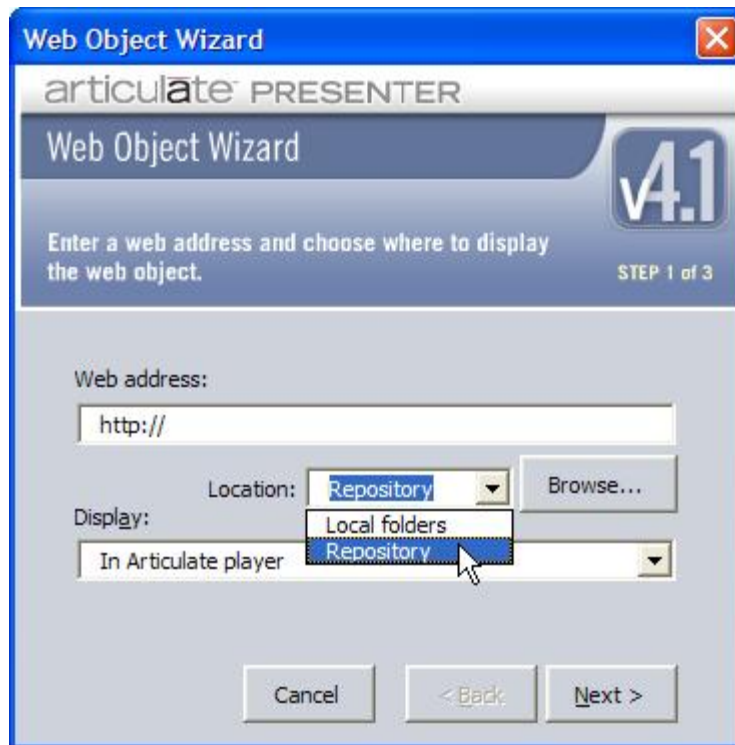 Web Object Wizard
articulate PRESENTER
Web Object Wizard
v4.1
Enter a web address and choose where to display
the web object.
STEP 1 of 3
Web address:
http://
Location: Repository Browse...
Local folders
Repository
Display:
In Articulate player
Cancel < Back Next >